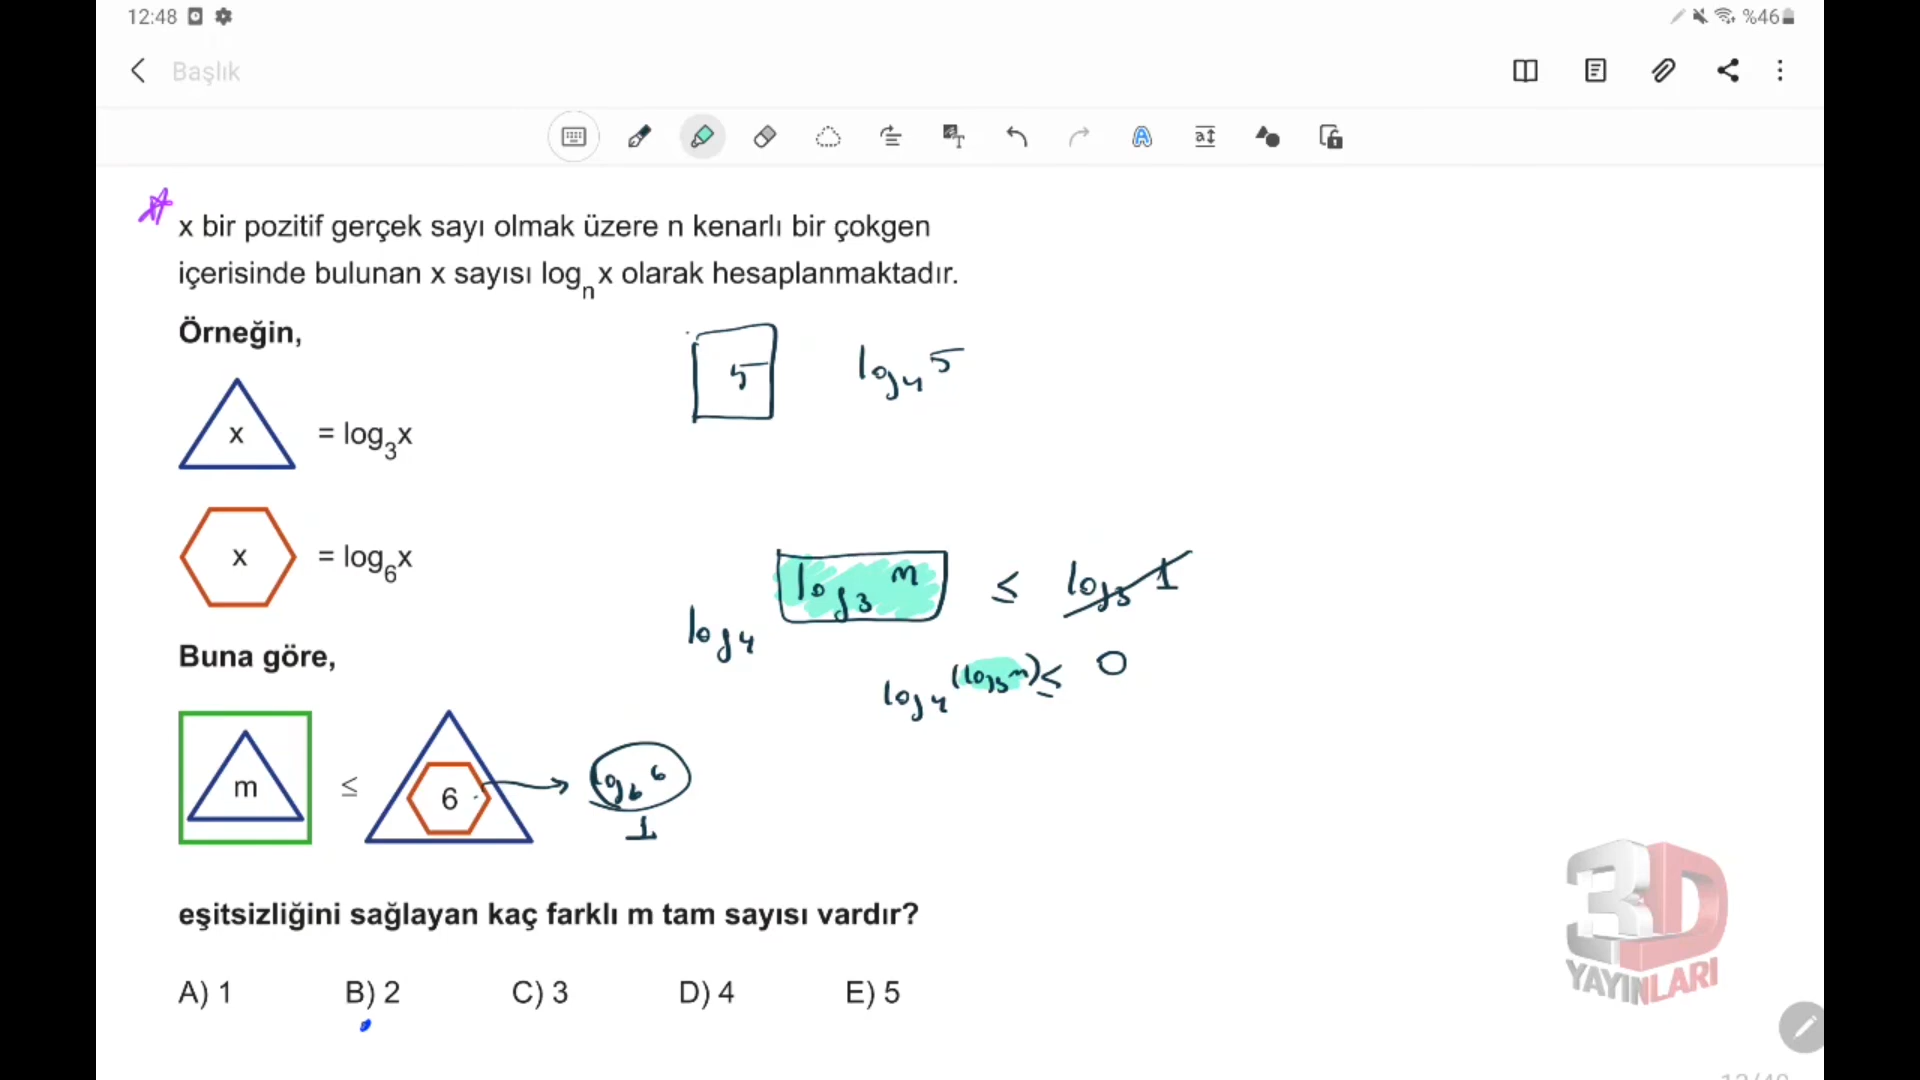 12:48
%46
Başlık
x bir pozitif gerçek sayı olmak üzere n kenarlı bir çokgen
içerisinde bulunan x sayısı logₙx olarak hesaplanmaktadır.
Örneğin,
5 log₄5
x = log₃x
x = log₆x
log₄ log₃m ≤ log₃1
log₄(log₃m) ≤ 0
Buna göre,
m ≤ 6 log₆6
1
eşitsizliğini sağlayan kaç farklı m tam sayısı vardır?
A) 1 B) 2 C) 3 D) 4 E) 5
3D
YAYINLARI